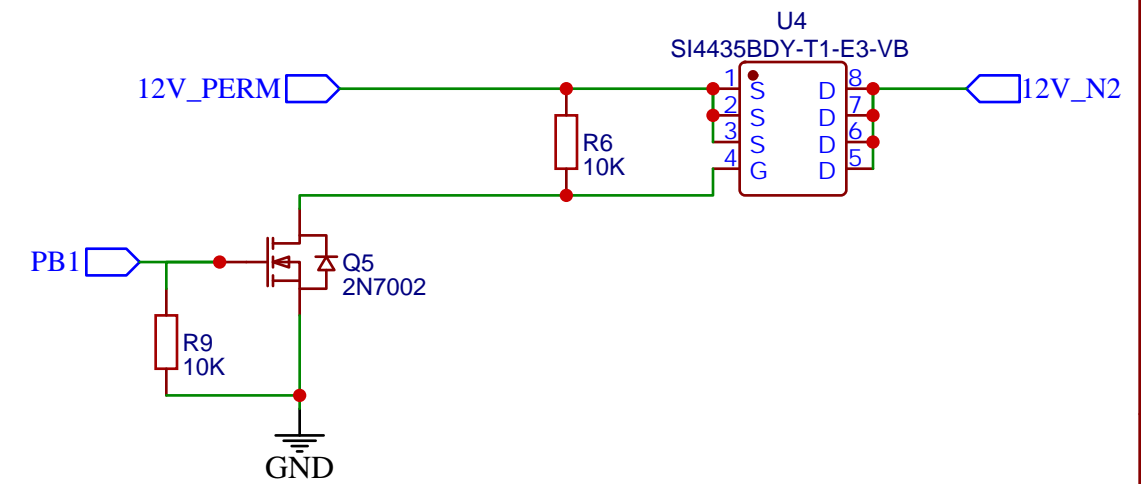 U4
SI4435BDY-T1-E3-VB
12V_PERM
1
S
D
8
12V_N2
2
S
D
7
3
S
D
6
4
G
D
5
R6
10K
PB1
Q5
2N7002
R9
10K
GND